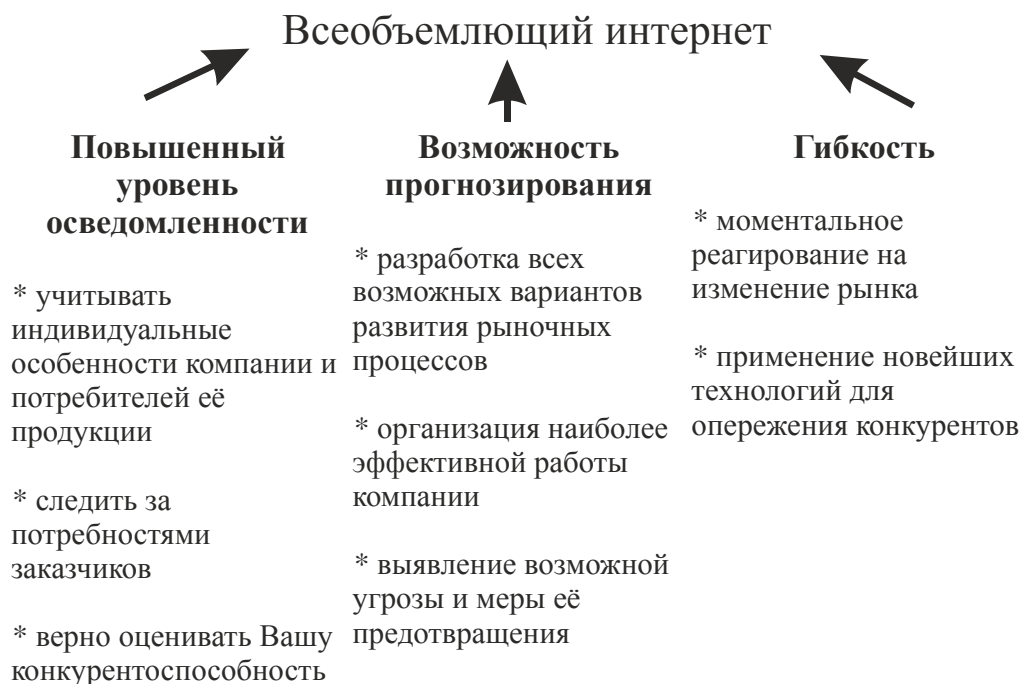 Всеобъемлющий интернет
Повышенный
уровень
осведомленности
* учитывать
индивидуальные
особенности компании и
потребителей её
продукции
* следить за
потребностями
заказчиков
* верно оценивать Вашу
конкурентоспособность
Возможность
прогнозирования
* разработка всех
возможных вариантов
развития рыночных
процессов
* организация наиболее
эффективной работы
компании
* выявление возможной
угрозы и меры её
предотвращения
Гибкость
* моментальное
реагирование на
изменение рынка
* применение новейших
технологий для
опережения конкурентов